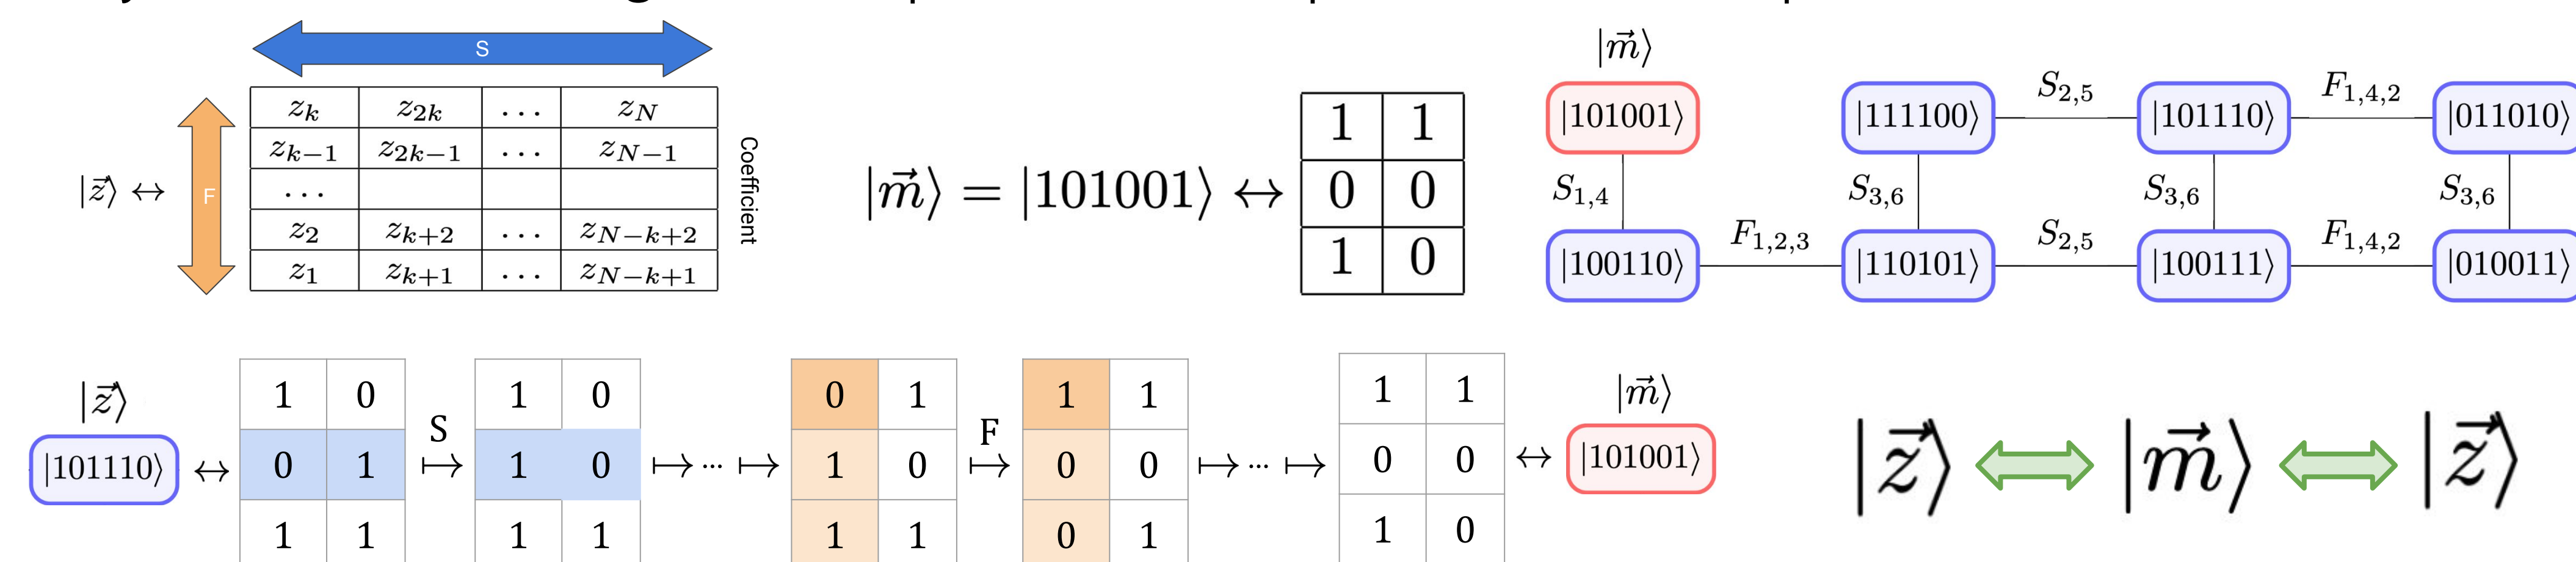 S
F
|z⃗⟩ ↔
z_k z_{2k} ... z_N
z_{k−1} z_{2k−1} ... z_{N−1}
...
z_2 z_{k+2} ... z_{N−k+2}
z_1 z_{k+1} ... z_{N−k+1}
Coefficient
|m⃗⟩ = |101001⟩ ↔
1 1
0 0
1 0
|m⃗⟩
|101001⟩ |111100⟩ S_{2,5} |101110⟩ F_{1,4,2} |011010⟩
S_{1,4} S_{3,6} S_{3,6} S_{3,6}
|100110⟩ F_{1,2,3} |110101⟩ S_{2,5} |100111⟩ F_{1,4,2} |010011⟩
|z⃗⟩
|101110⟩ ↔
1 0
0 1
1 1
S
↦
1 0
1 0
1 1
↦ ... ↦
0 1
1 0
1 1
F
↦
1 1
0 0
0 1
↦ ... ↦
1 1
0 0
1 0
↔
|m⃗⟩
|101001⟩
|z⃗⟩ |m⃗⟩ |z⃗⟩